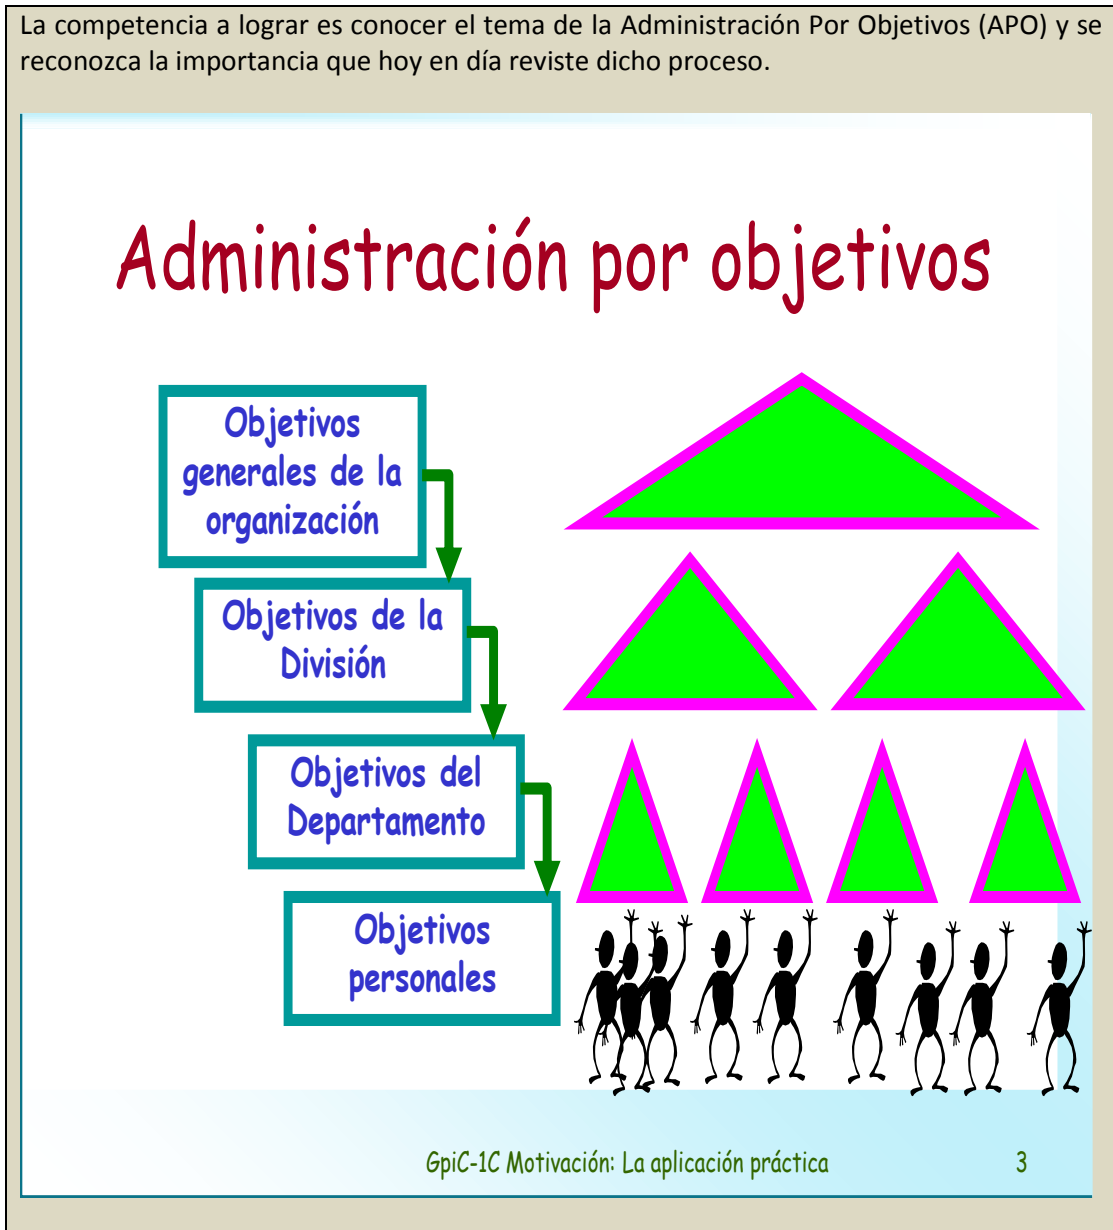 La competencia a lograr es conocer el tema de la Administración Por Objetivos (APO) y se
reconozca la importancia que hoy en día reviste dicho proceso.
Administración por objetivos
Objetivos
generales de la
organización
Objetivos de la
División
Objetivos del
Departamento
Objetivos
personales
GpiC-1C Motivación: La aplicación práctica
3